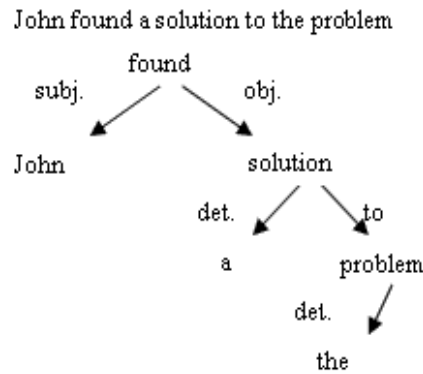 John found a solution to the problem
found
subj.
obj.
John
solution
det.
to
a
problem
det.
the